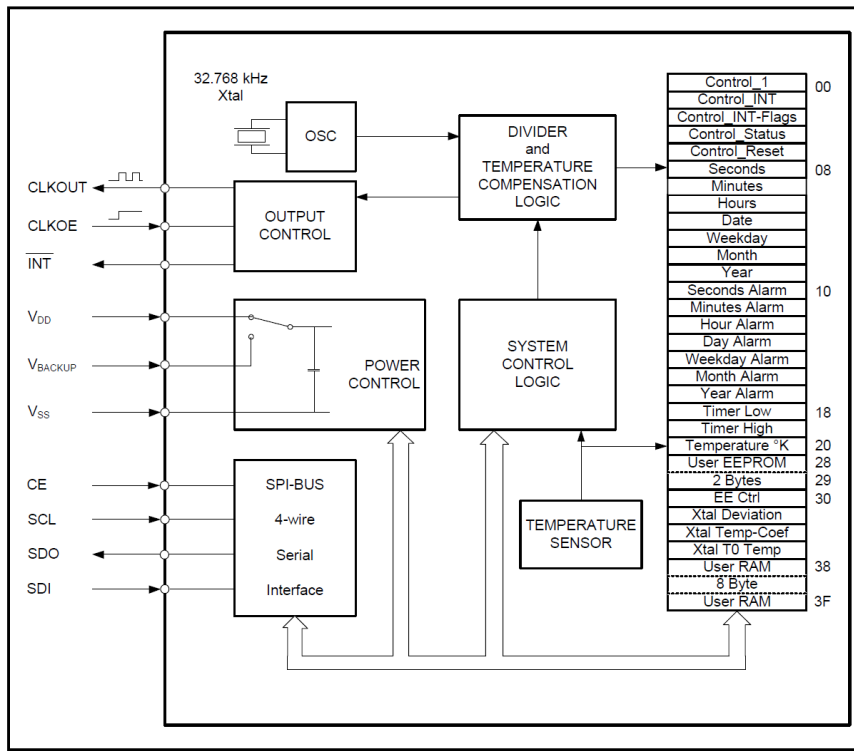 32.768 kHz
Xtal
OSC
DIVIDER
and
TEMPERATURE
COMPENSATION
LOGIC
CLKOUT
CLKOE
INT
OUTPUT
CONTROL
VDD
VBACKUP
VSS
POWER
CONTROL
SYSTEM
CONTROL
LOGIC
CE
SCL
SDO
SDI
SPI-BUS
4-wire
Serial
Interface
TEMPERATURE
SENSOR
Control_1 00
Control_INT
Control_INT-Flags
Control_Status
Control_Reset
Seconds 08
Minutes
Hours
Date
Weekday
Month
Year
Seconds Alarm 10
Minutes Alarm
Hour Alarm
Day Alarm
Weekday Alarm
Month Alarm
Year Alarm
Timer Low 18
Timer High
Temperature °K 20
User EEPROM 28
2 Bytes 29
EE Ctrl 30
Xtal Deviation
Xtal Temp-Coef
Xtal T0 Temp
User RAM 38
8 Byte
User RAM 3F